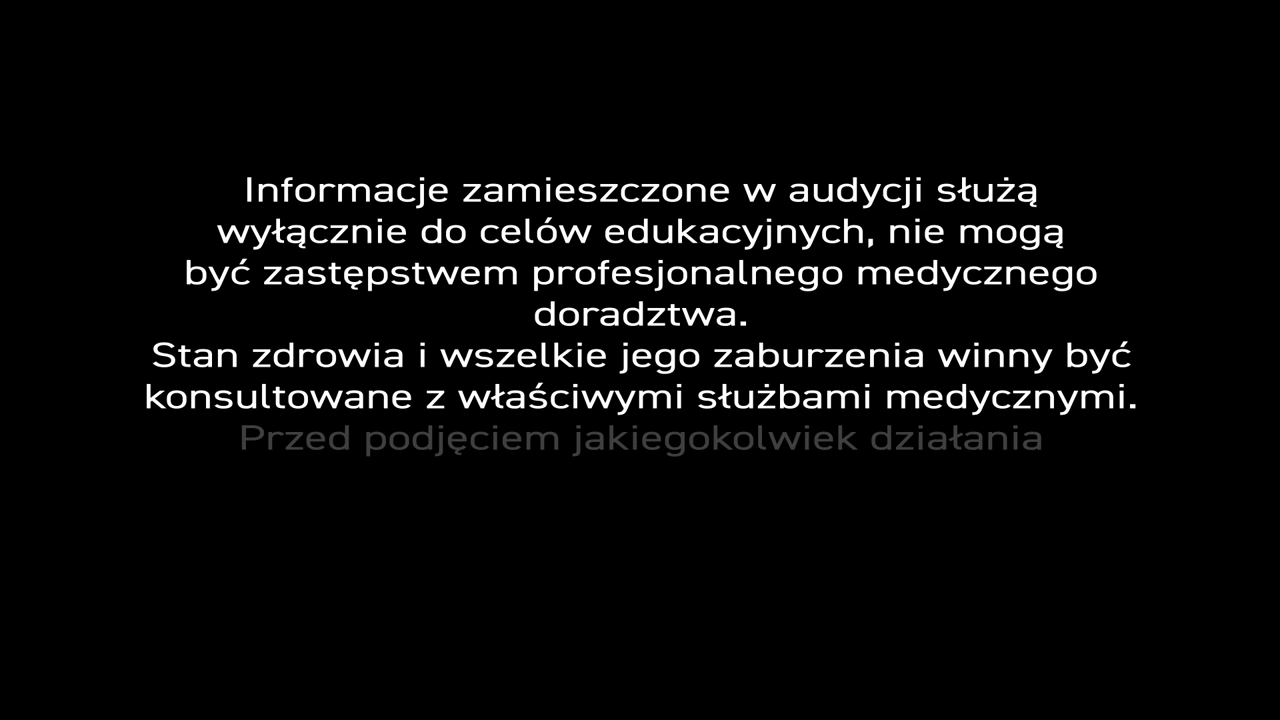 Informacje zamieszczone w audycji służą
wyłącznie do celów edukacyjnych, nie mogą
być zastępstwem profesjonalnego medycznego
doradztwa.
Stan zdrowia i wszelkie jego zaburzenia winny być
konsultowane z właściwymi służbami medycznymi.
Przed podjęciem jakiegokolwiek działania